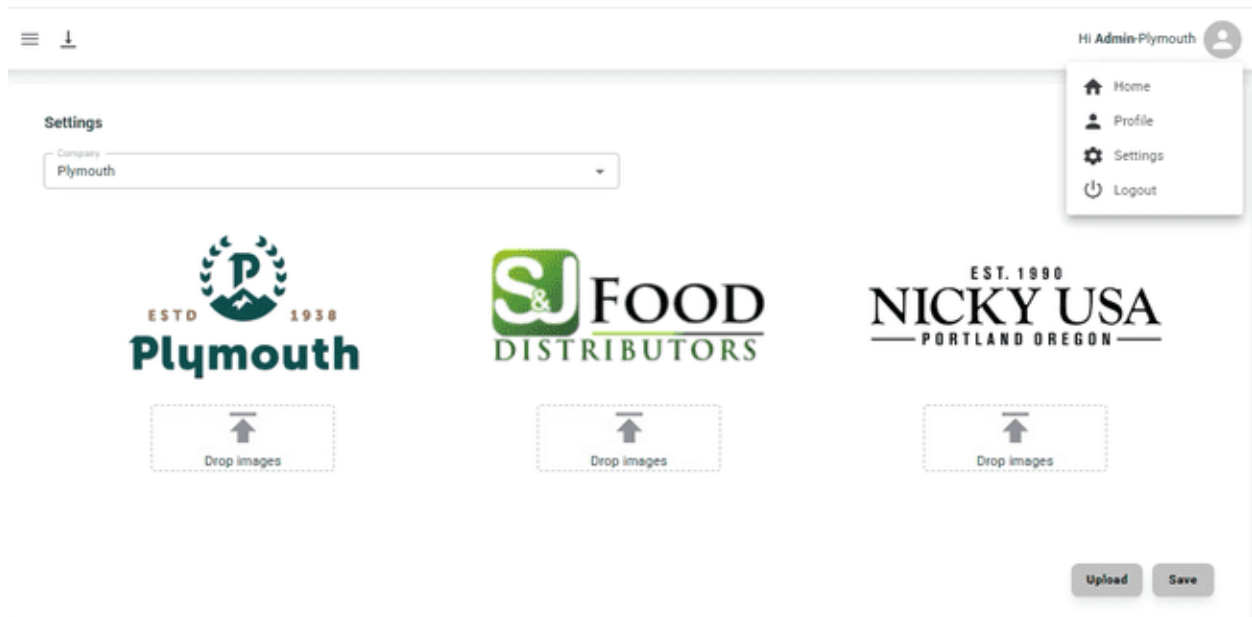 Hi Admin-Plymouth
Home
Profile
Settings
Logout
Settings
Company
Plymouth
P
ESTD 1938
Plymouth
S&J FOOD
DISTRIBUTORS
EST. 1990
NICKY USA
PORTLAND OREGON
Drop images
Drop images
Drop images
Upload
Save